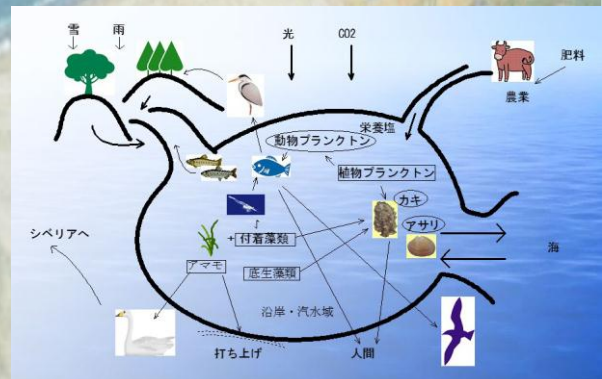 雪
雨
光
CO2
肥料
農業
栄養塩
動物プランクトン
植物プランクトン
カキ
アサリ
+付着藻類
シベリアへ
海
アマモ
底生藻類
沿岸・汽水域
打ち上げ
人間